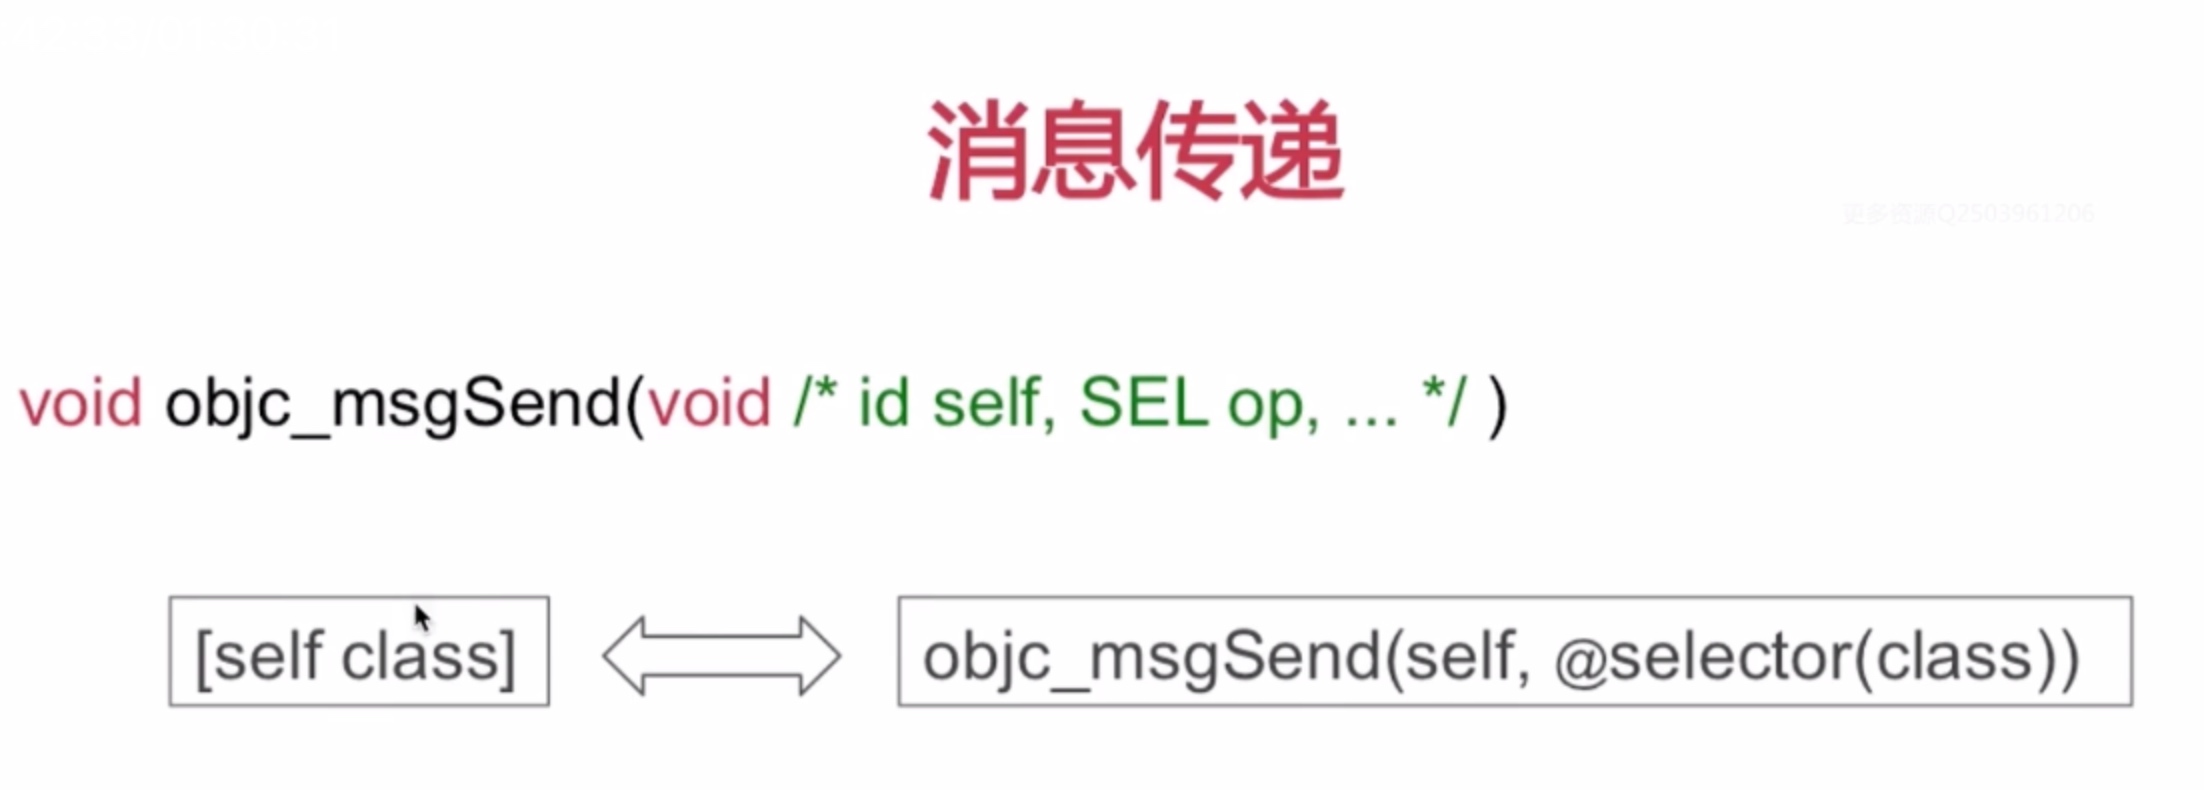 消息传递
更多资源Q2503961206
void objc_msgSend(void /* id self, SEL op, ... */ )
[self class]
objc_msgSend(self, @selector(class))